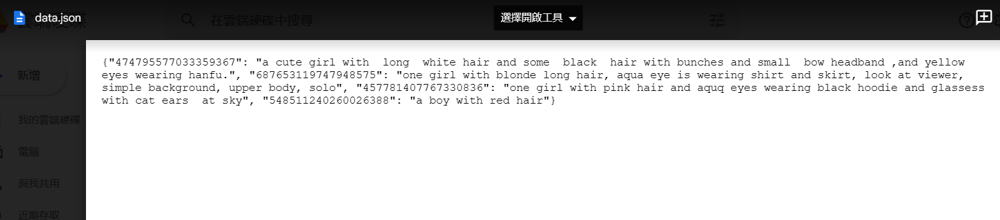 data.json
雲端硬碟
在雲端硬碟中搜尋
選擇開啟工具
新增
我的雲端硬碟
電腦
與我共用
近期存取
{"474795577033359367": "a cute girl with  long  white hair and some  black  hair with bunches and small  bow headband ,and yellow
eyes wearing hanfu.", "687653119747948575": "one girl with blonde long hair, aqua eye is wearing shirt and skirt, look at viewer,
simple background, upper body, solo", "457781407767330836": "one girl with pink hair and aquq eyes wearing black hoodie and glassess
with cat ears  at sky", "548511240260026388": "a boy with red hair"}